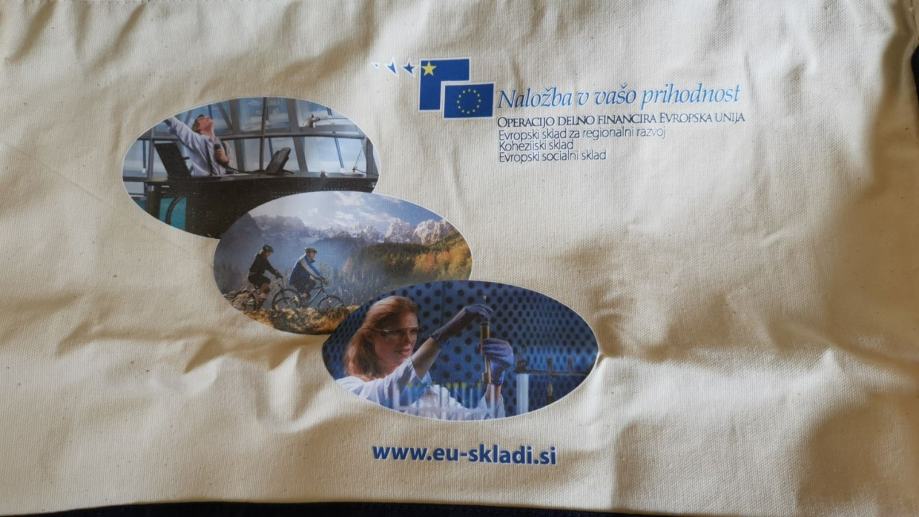 Naložba v vašo prihodnost
OPERACIJO DELNO FINANCIRA EVROPSKA UNIJA
Evropski sklad za regionalni razvoj
Kohezijski sklad
Evropski socialni sklad
www.eu-skladi.si